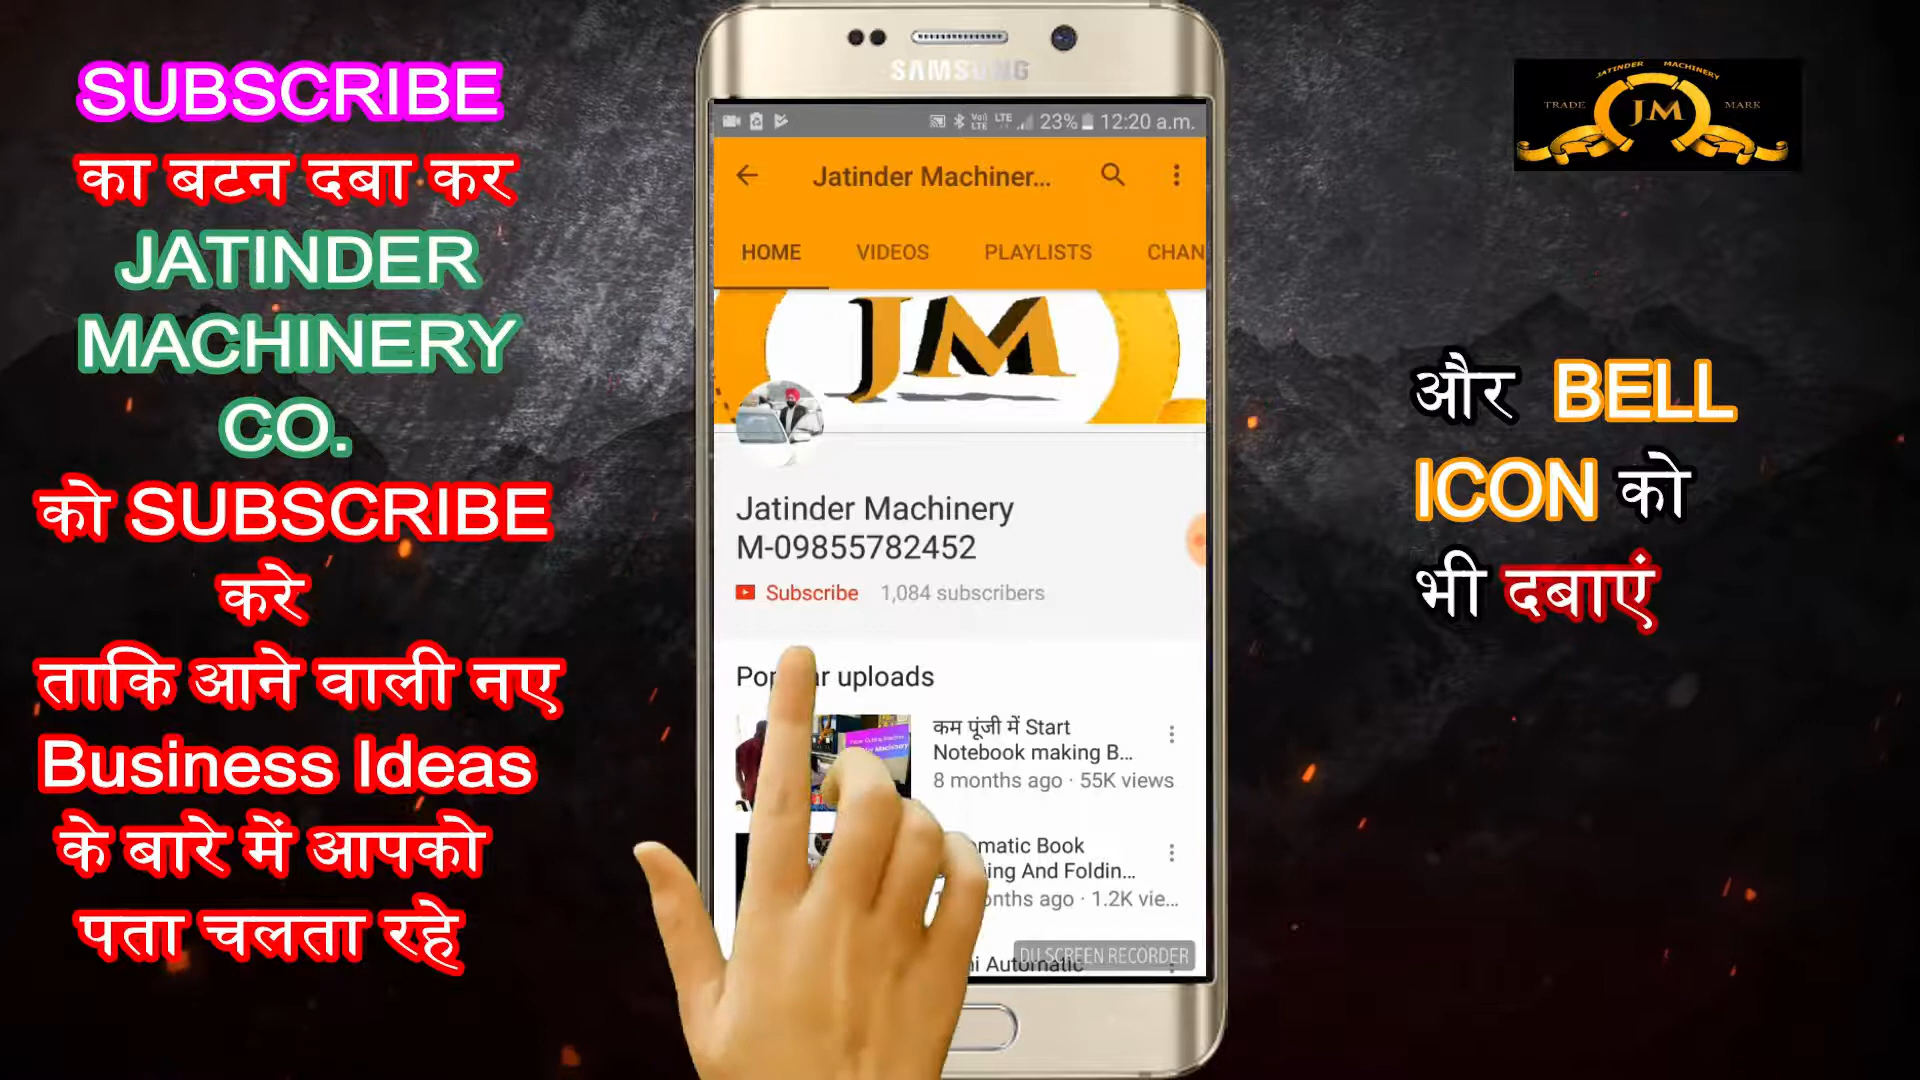 SUBSCRIBE
का बटन दबा कर
JATINDER
MACHINERY
CO.
को SUBSCRIBE
करे
ताकि आने वाली नए
Business Ideas
के बारे में आपको
पता चलता रहे
SAMSUNG
23% 12:20 a.m.
Jatinder Machiner...
HOME VIDEOS PLAYLISTS CHAN
JM
Jatinder Machinery
M-09855782452
Subscribe 1,084 subscribers
uploads
कम पूंजी में Start
Notebook making B...
8 months ago · 55K views
Book
And Foldin...
ago · 1.2K vie...
Automatic
DU SCREEN RECORDER
JATINDER MACHINERY
TRADE JM MARK
और BELL
ICON को
भी दबाएं